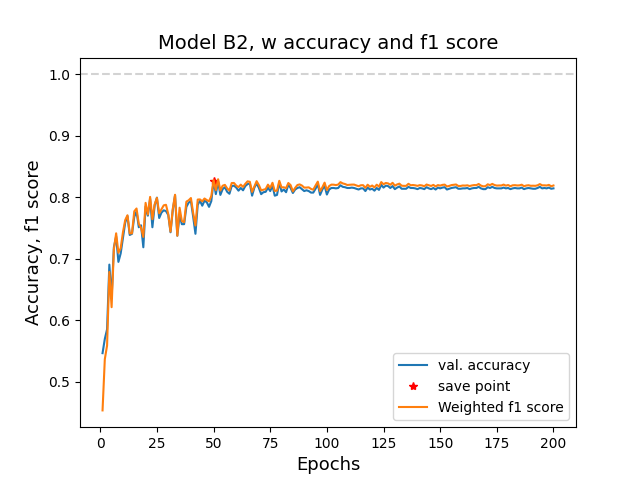 Model B2, w accuracy and f1 score
1.0
0.9
0.8
0.7
0.6
0.5
Accuracy, f1 score
val. accuracy
save point
Weighted f1 score
0 25 50 75 100 125 150 175 200
Epochs